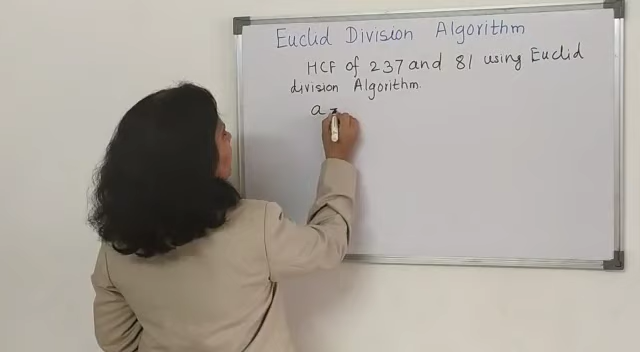 Euclid Division Algorithm
HCF of 237 and 81 using Euclid
division Algorithm.
a =